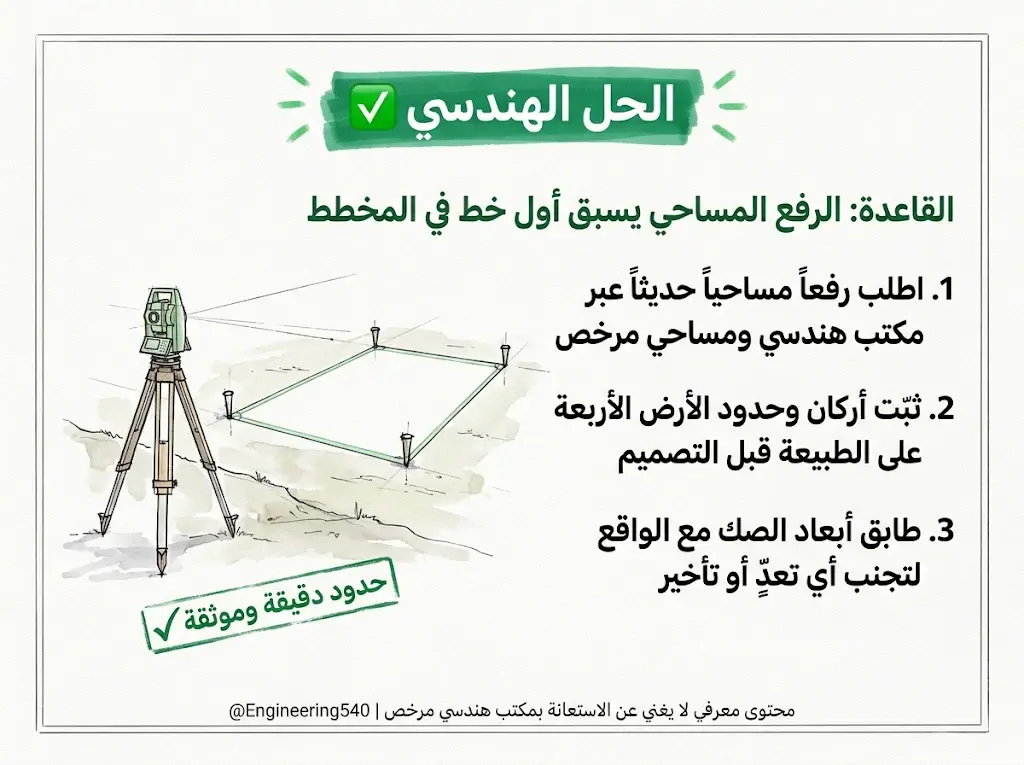 الحل الهندسي ✅
القاعدة: الرفع المساحي يسبق أول خط في المخطط
1. اطلب رفعاً مساحياً حديثاً عبر
مكتب هندسي ومساحي مرخص
2. ثبّت أركان وحدود الأرض الأربعة
على الطبيعة قبل التصميم
3. طابق أبعاد الصك مع الواقع
لتجنب أي تعدٍّ أو تأخير
حدود دقيقة وموثقة ✓
محتوى معرفي لا يغني عن الاستعانة بمكتب هندسي مرخص | @Engineering540